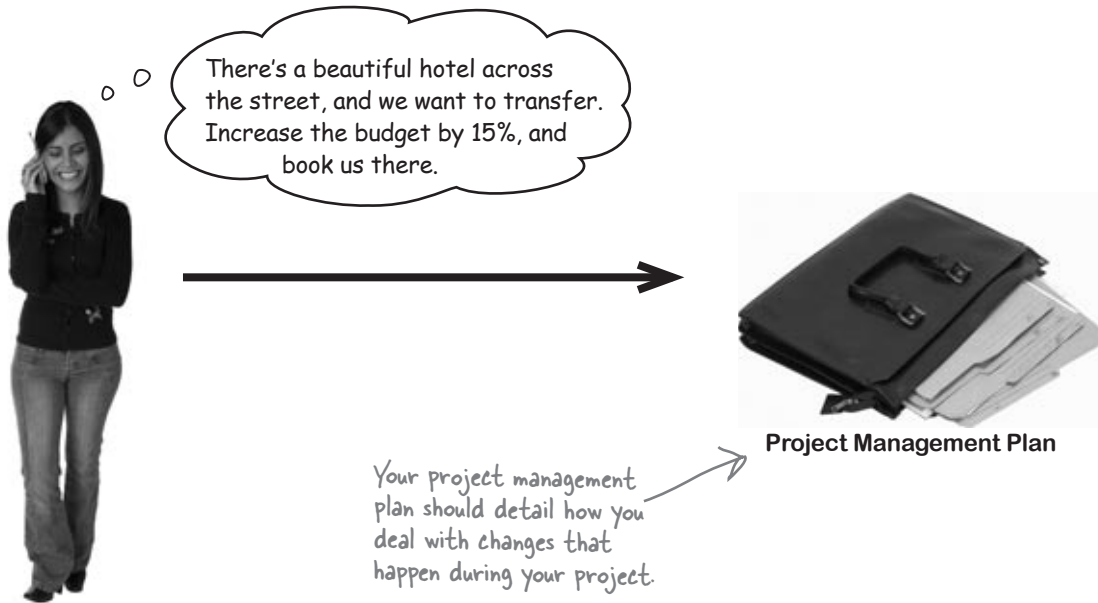 There's a beautiful hotel across
the street, and we want to transfer.
Increase the budget by 15%, and
book us there.
Project Management Plan
Your project management
plan should detail how you
deal with changes that
happen during your project.